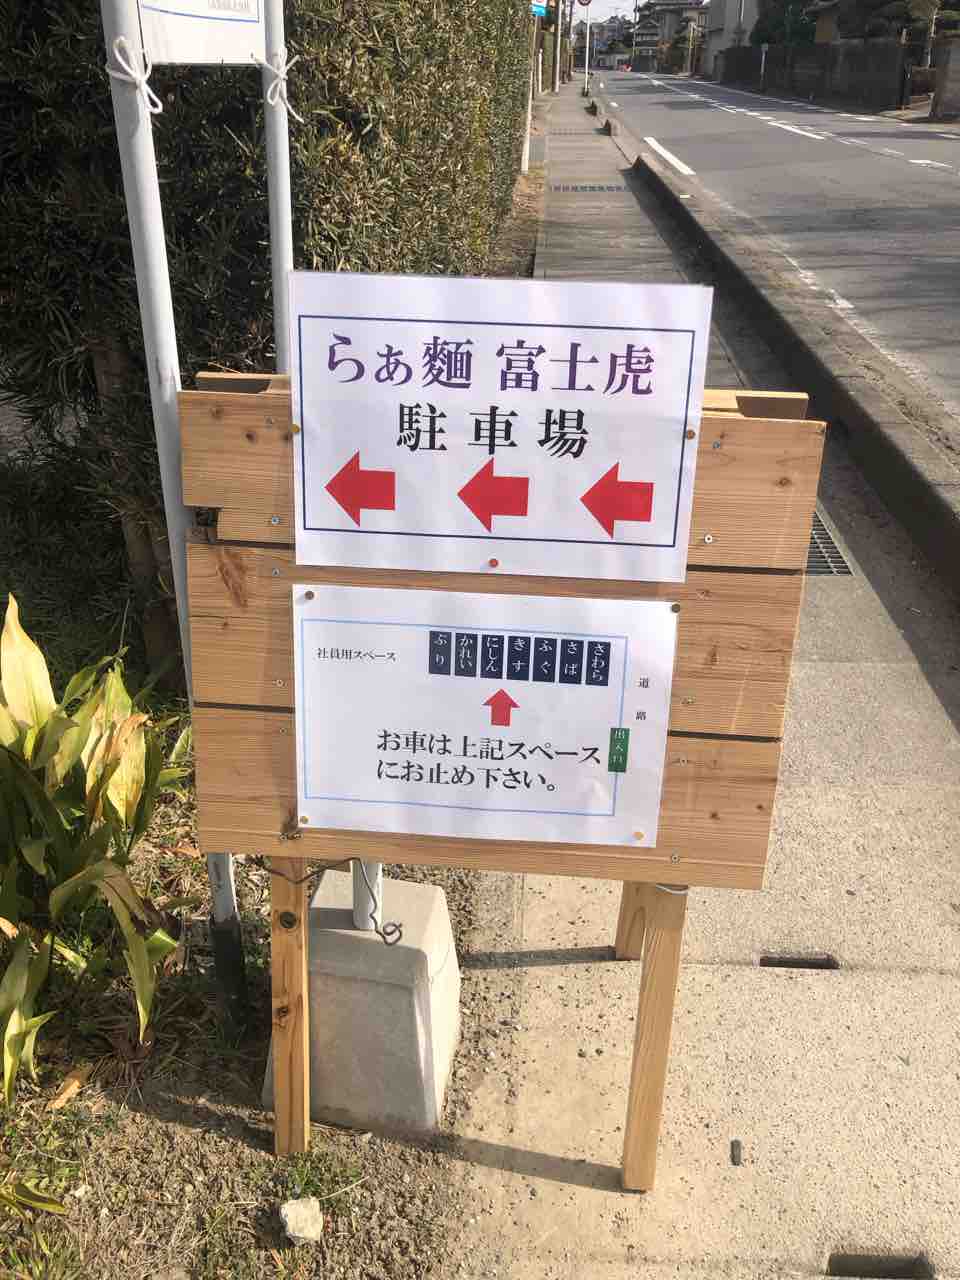 らぁ麵 富士虎
駐車場
社員用スペース
ぶり
かれい
にしん
きす
ふぐ
さば
さわら
道路
出入口
お車は上記スペース
にお止め下さい。